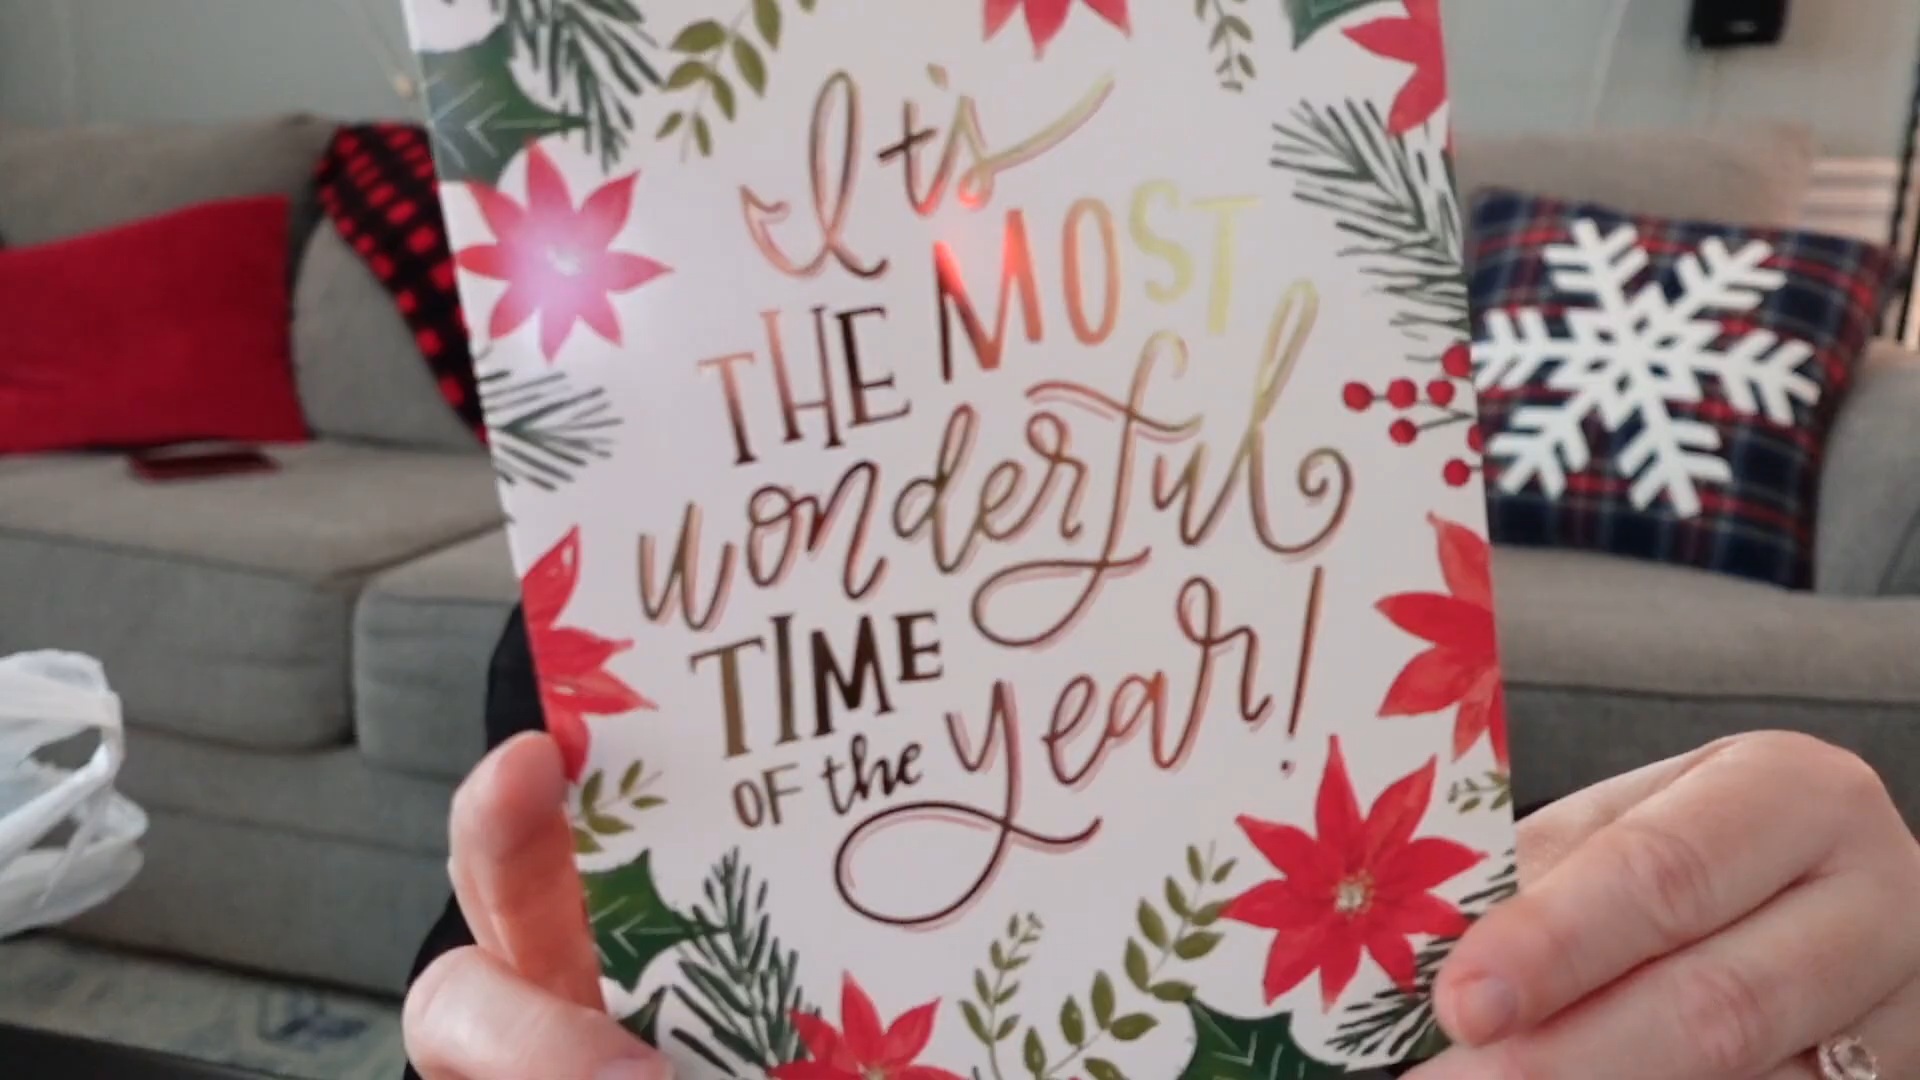 It's
THE MOST
wonderful
TIME
OF the year!